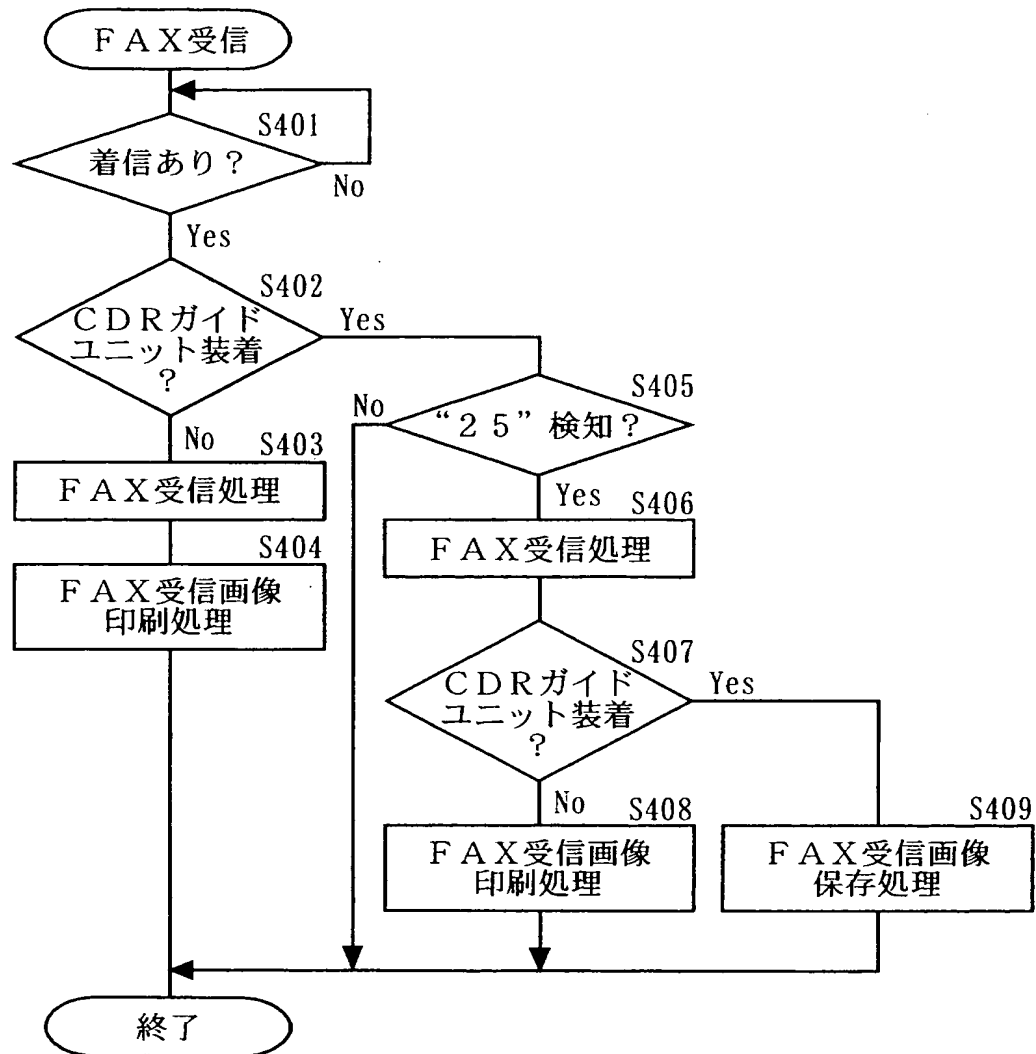 ＦＡＸ受信
S401
着信あり？
No
Yes
S402
ＣＤＲガイド
ユニット装着
？
Yes
No
S403
ＦＡＸ受信処理
S404
ＦＡＸ受信画像
印刷処理
S405
“２５”検知？
No
Yes
S406
ＦＡＸ受信処理
S407
ＣＤＲガイド
ユニット装着
？
Yes
No
S408
ＦＡＸ受信画像
印刷処理
S409
ＦＡＸ受信画像
保存処理
終了